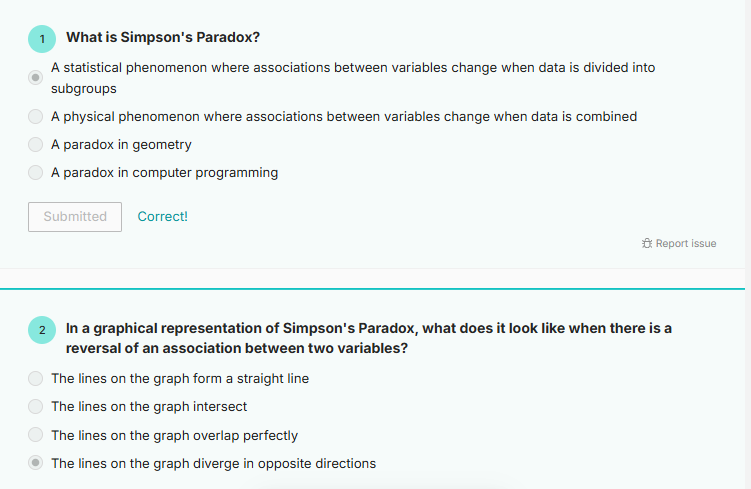 1 What is Simpson's Paradox?
A statistical phenomenon where associations between variables change when data is divided into
subgroups
A physical phenomenon where associations between variables change when data is combined
A paradox in geometry
A paradox in computer programming
Submitted Correct!
Report issue
2 In a graphical representation of Simpson's Paradox, what does it look like when there is a
reversal of an association between two variables?
The lines on the graph form a straight line
The lines on the graph intersect
The lines on the graph overlap perfectly
The lines on the graph diverge in opposite directions